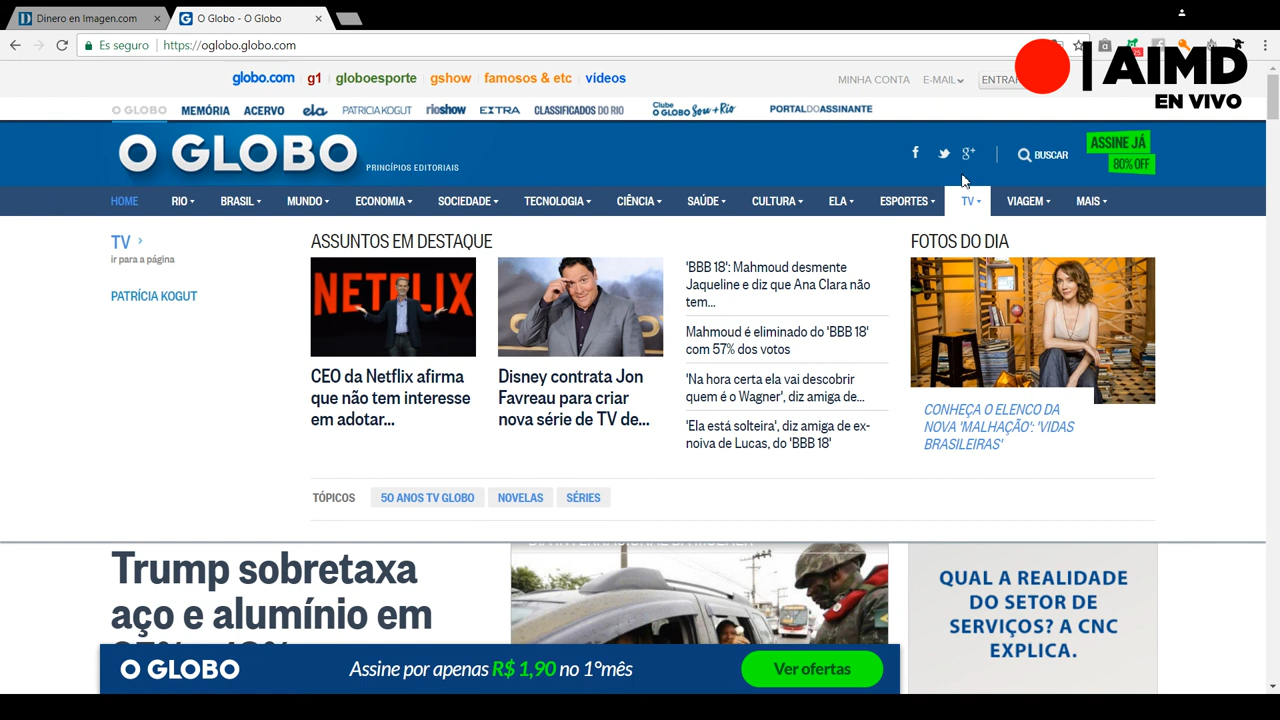 Dinero en Imagen.com
O Globo - O Globo
Es seguro
https://oglobo.globo.com
AIMD
EN VIVO
globo.com g1 globoesporte gshow famosos & etc vídeos
MINHA CONTA E-MAIL ENTRAR
O GLOBO MEMÓRIA ACERVO ela PATRICIA KOGUT rioshow EXTRA CLASSIFICADOS DO RIO Clube O GLOBO Sou+Rio PORTALDOASSINANTE
O GLOBO
PRINCÍPIOS EDITORIAIS
BUSCAR
ASSINE JÁ
80% OFF
HOME RIO BRASIL MUNDO ECONOMIA SOCIEDADE TECNOLOGIA CIÊNCIA SAÚDE CULTURA ELA ESPORTES TV VIAGEM MAIS
TV
ir para a página
PATRÍCIA KOGUT
ASSUNTOS EM DESTAQUE
NETFLIX
CEO da Netflix afirma
que não tem interesse
em adotar...
Disney contrata Jon
Favreau para criar
nova série de TV de...
'BBB 18': Mahmoud desmente
Jaqueline e diz que Ana Clara não
tem...
Mahmoud é eliminado do 'BBB 18'
com 57% dos votos
'Na hora certa ela vai descobrir
quem é o Wagner', diz amiga de...
'Ela está solteira', diz amiga de ex-
noiva de Lucas, do 'BBB 18'
FOTOS DO DIA
CONHEÇA O ELENCO DA
NOVA 'MALHAÇÃO': 'VIDAS
BRASILEIRAS'
TÓPICOS 50 ANOS TV GLOBO NOVELAS SÉRIES
Trump sobretaxa
aço e alumínio em
QUAL A REALIDADE
DO SETOR DE
SERVIÇOS? A CNC
EXPLICA.
O GLOBO
Assine por apenas R$ 1,90 no 1°mês
Ver ofertas